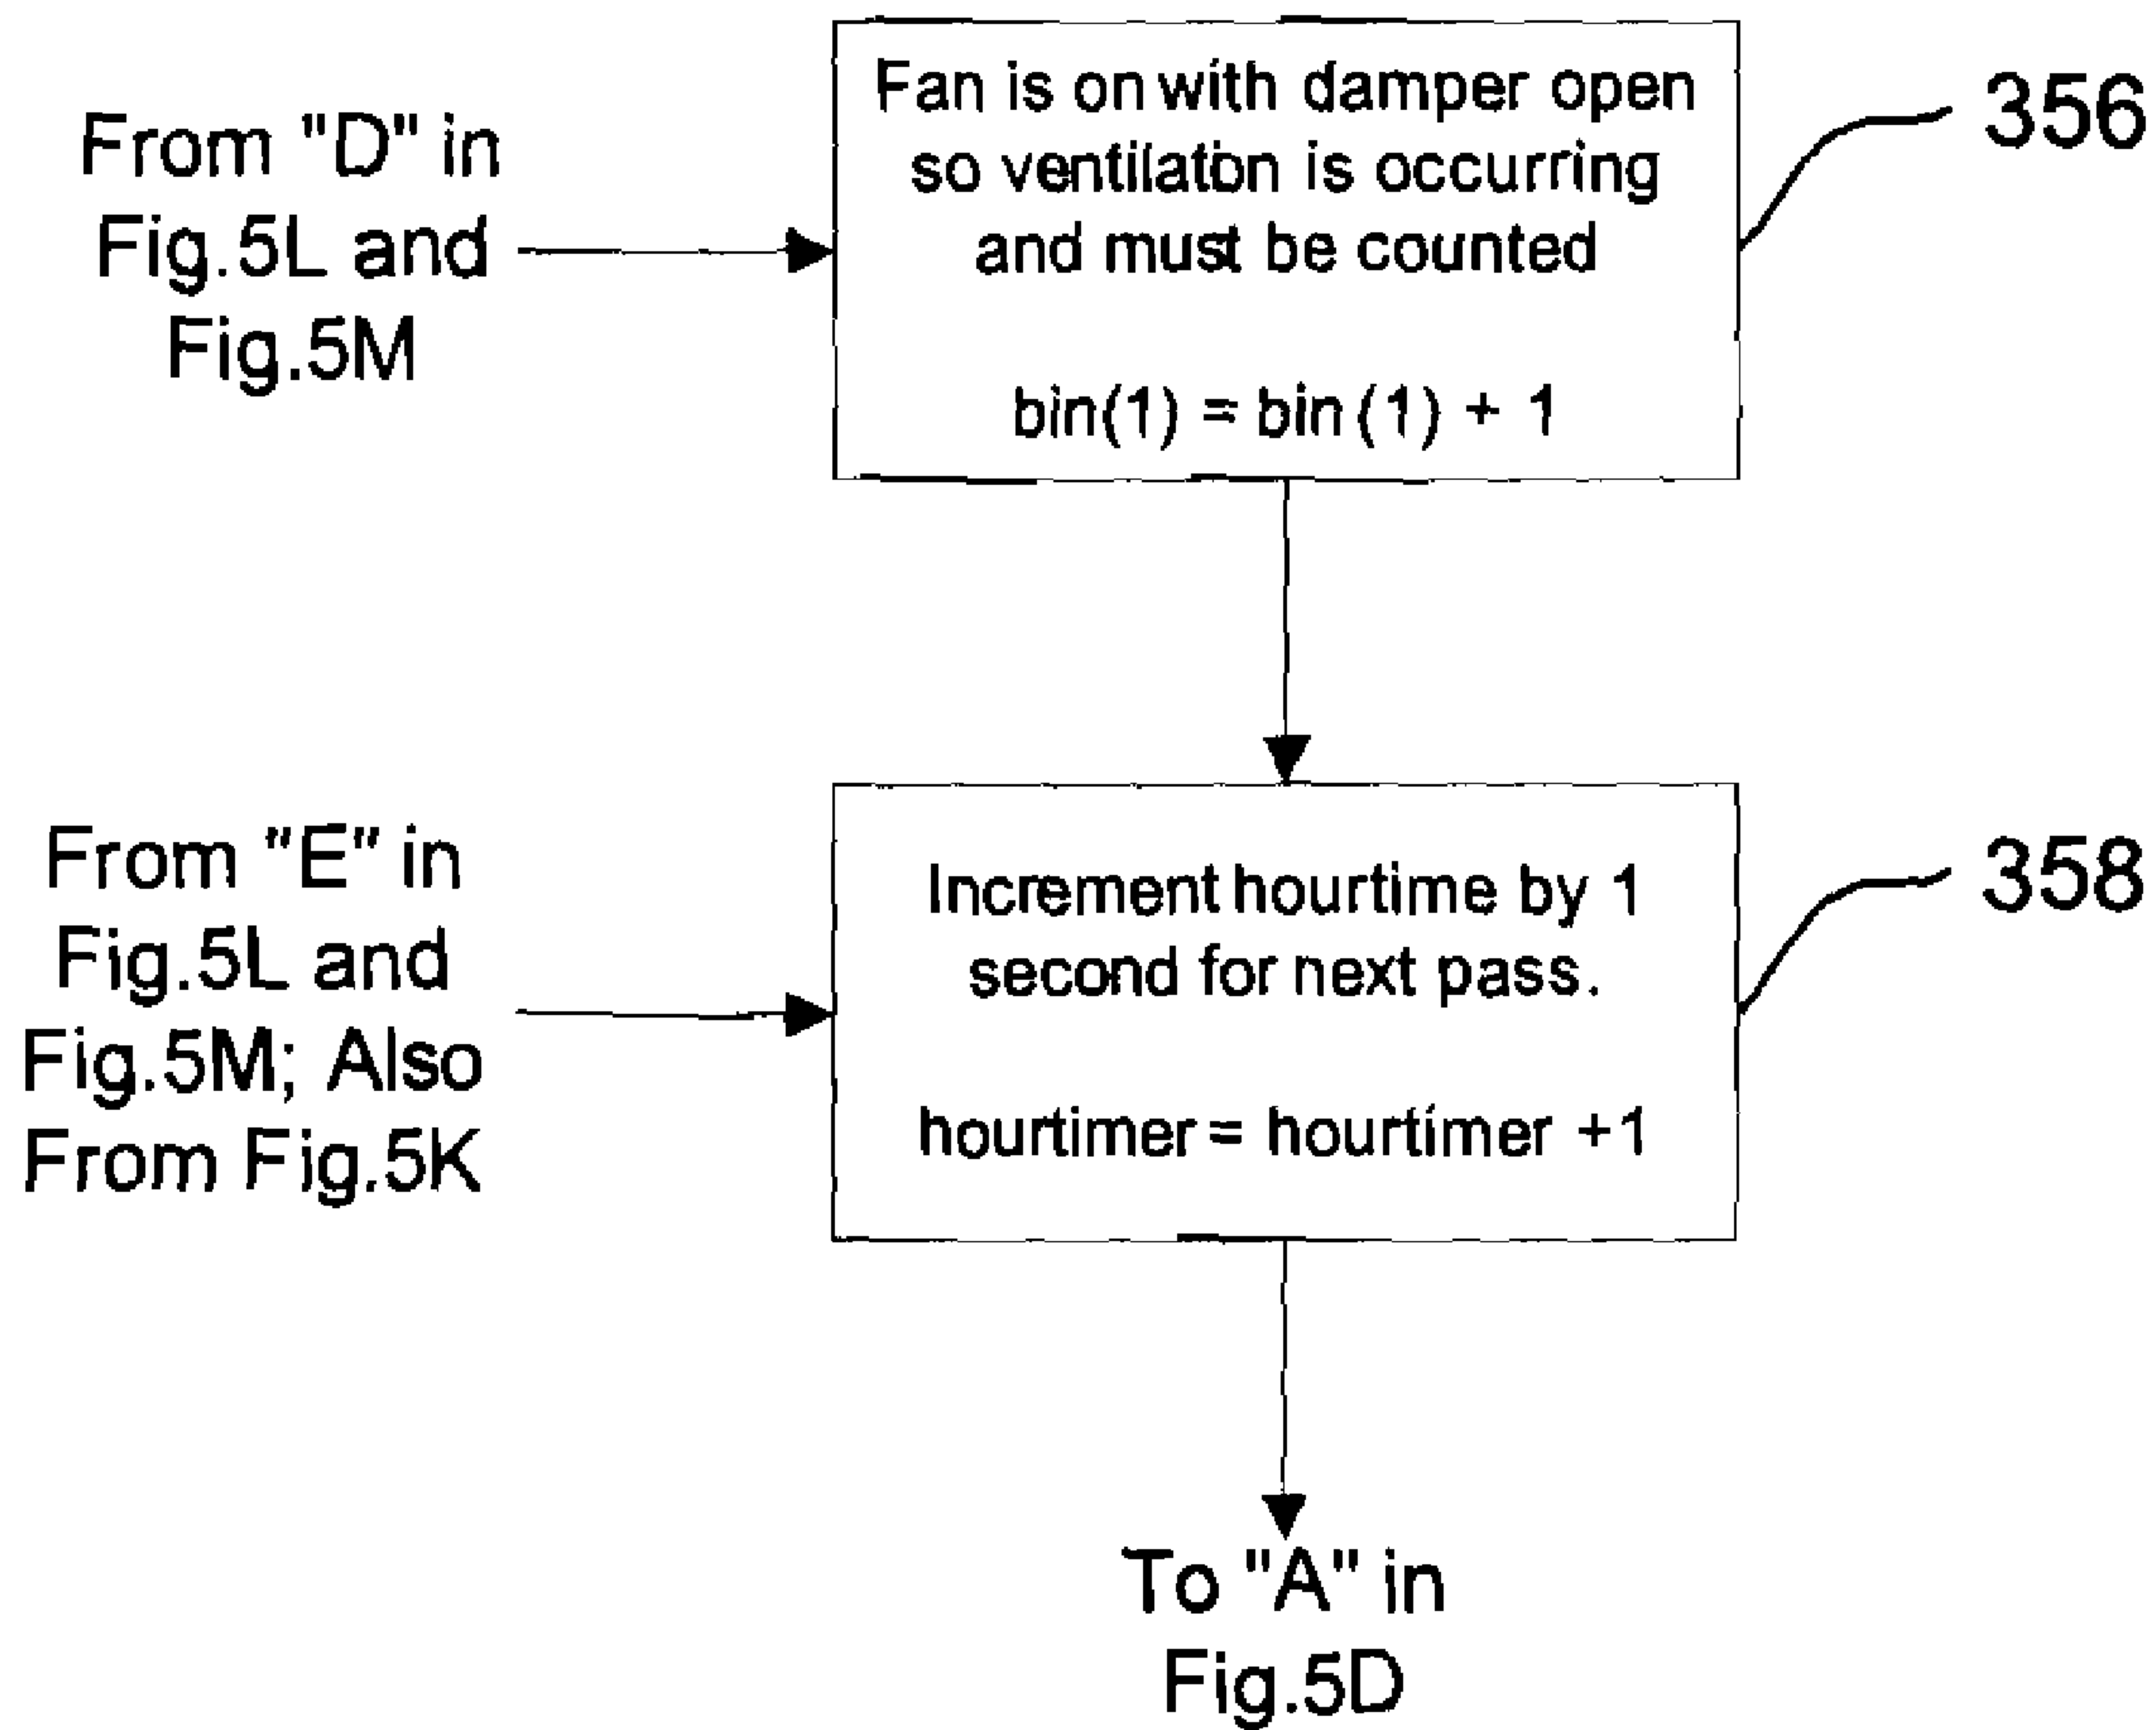 From "D" in
Fig.5L and
Fig.5M
Fan is on with damper open
so ventilation is occurring
and must be counted
bin(1) = bin (1) + 1
356
From "E" in
Fig.5L and
Fig.5M; Also
From Fig.5K
Increment hourtime by 1
second for next pass.
hourtimer = hourtimer +1
358
To "A" in
Fig.5D